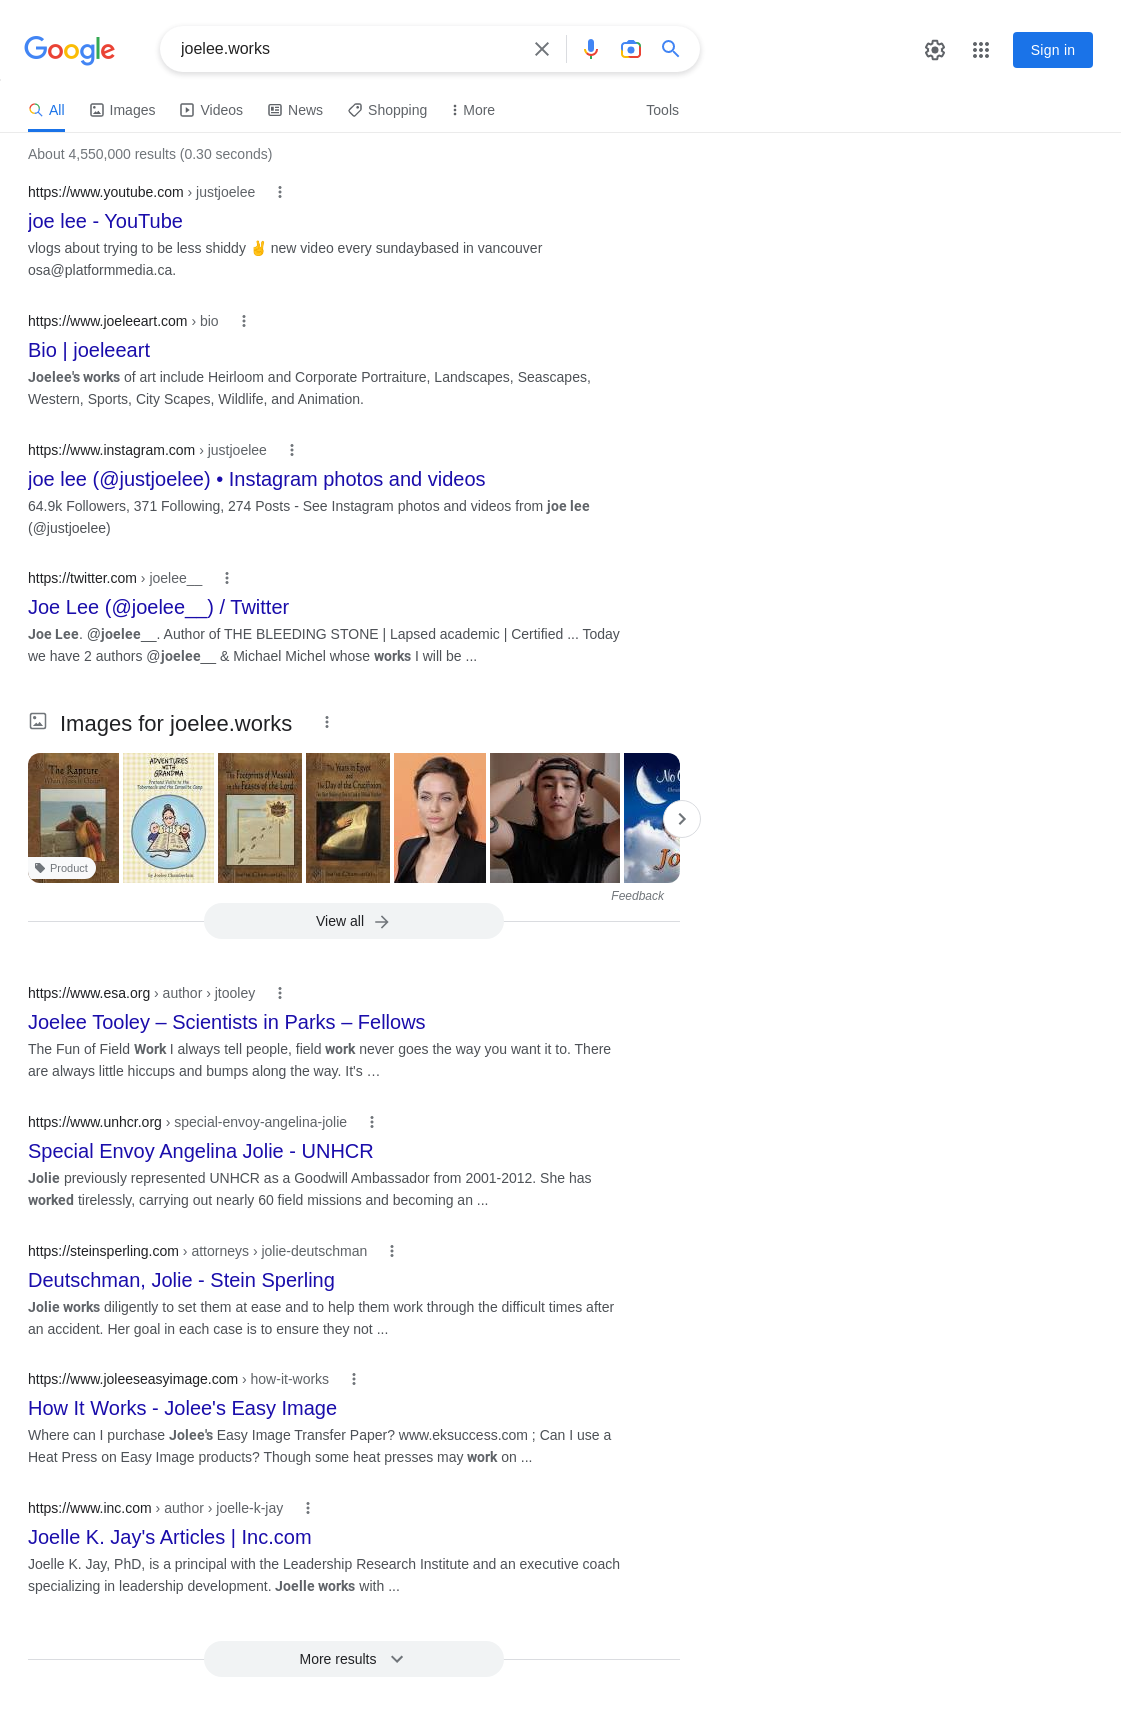 Google
joelee.works
Sign in
All Images Videos News Shopping More Tools
About 4,550,000 results (0.30 seconds)
https://www.youtube.com › justjoelee
joe lee - YouTube
vlogs about trying to be less shiddy ✌️ new video every sundaybased in vancouver
osa@platformmedia.ca.
https://www.joeleeart.com › bio
Bio | joeleeart
Joelee's works of art include Heirloom and Corporate Portraiture, Landscapes, Seascapes,
Western, Sports, City Scapes, Wildlife, and Animation.
https://www.instagram.com › justjoelee
joe lee (@justjoelee) • Instagram photos and videos
64.9k Followers, 371 Following, 274 Posts - See Instagram photos and videos from joe lee
(@justjoelee)
https://twitter.com › joelee__
Joe Lee (@joelee__) / Twitter
Joe Lee. @joelee__. Author of THE BLEEDING STONE | Lapsed academic | Certified ... Today
we have 2 authors @joelee__ & Michael Michel whose works I will be ...
Images for joelee.works
The Rapture
ADVENTURES
WITH
GRANDMA
Pretend Visits to the
Tabernacle and the Israelite Camp
by Joelee Chamberlain
The Footprints of Messiah
in the Feasts of the Lord
The Years in Egypt
and
The Day of the Crucifixion
Product
Feedback
View all
https://www.esa.org › author › jtooley
Joelee Tooley – Scientists in Parks – Fellows
The Fun of Field Work I always tell people, field work never goes the way you want it to. There
are always little hiccups and bumps along the way. It's …
https://www.unhcr.org › special-envoy-angelina-jolie
Special Envoy Angelina Jolie - UNHCR
Jolie previously represented UNHCR as a Goodwill Ambassador from 2001-2012. She has
worked tirelessly, carrying out nearly 60 field missions and becoming an ...
https://steinsperling.com › attorneys › jolie-deutschman
Deutschman, Jolie - Stein Sperling
Jolie works diligently to set them at ease and to help them work through the difficult times after
an accident. Her goal in each case is to ensure they not ...
https://www.joleeseasyimage.com › how-it-works
How It Works - Jolee's Easy Image
Where can I purchase Jolee's Easy Image Transfer Paper? www.eksuccess.com ; Can I use a
Heat Press on Easy Image products? Though some heat presses may work on ...
https://www.inc.com › author › joelle-k-jay
Joelle K. Jay's Articles | Inc.com
Joelle K. Jay, PhD, is a principal with the Leadership Research Institute and an executive coach
specializing in leadership development. Joelle works with ...
More results